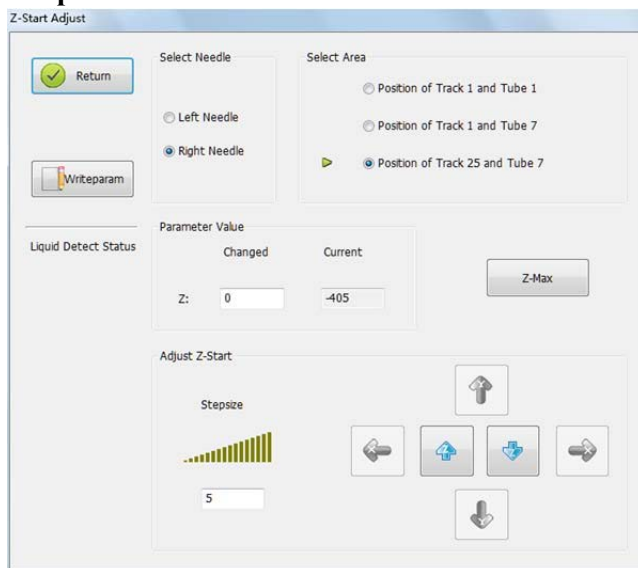 Z-Start Adjust
Return
Writeparam
Liquid Detect Status
Select Needle
Left Needle
Right Needle
Select Area
Position of Track 1 and Tube 1
Position of Track 1 and Tube 7
Position of Track 25 and Tube 7
Parameter Value
Changed Current
Z: 0 -405
Z-Max
Adjust Z-Start
Stepsize
5
Y
X Z Z X
Y